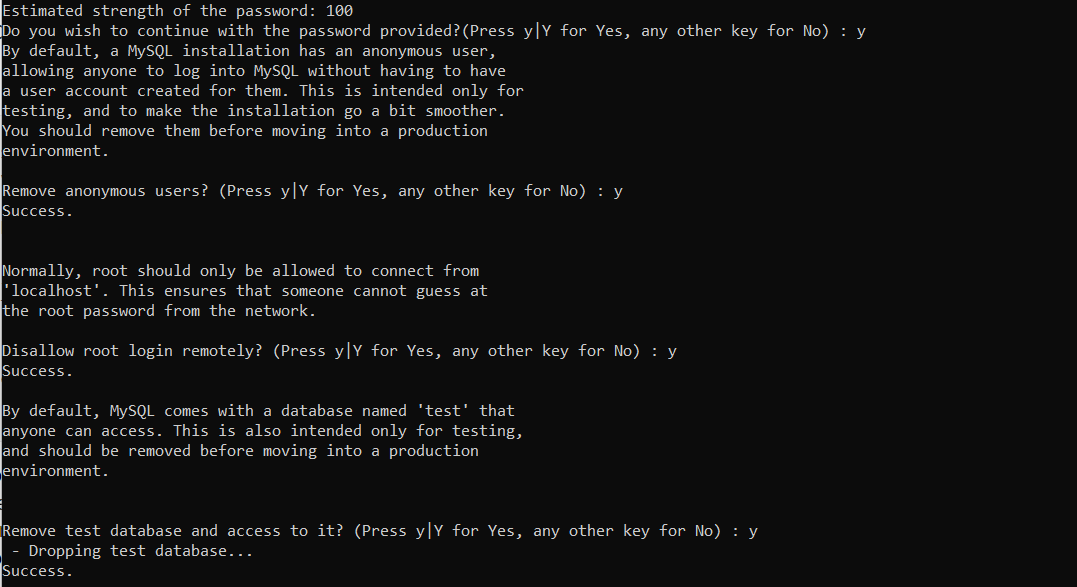 Estimated strength of the password: 100
Do you wish to continue with the password provided?(Press y|Y for Yes, any other key for No) : y
By default, a MySQL installation has an anonymous user,
allowing anyone to log into MySQL without having to have
a user account created for them. This is intended only for
testing, and to make the installation go a bit smoother.
You should remove them before moving into a production
environment.
Remove anonymous users? (Press y|Y for Yes, any other key for No) : y
Success.
Normally, root should only be allowed to connect from
'localhost'. This ensures that someone cannot guess at
the root password from the network.
Disallow root login remotely? (Press y|Y for Yes, any other key for No) : y
Success.
By default, MySQL comes with a database named 'test' that
anyone can access. This is also intended only for testing,
and should be removed before moving into a production
environment.
Remove test database and access to it? (Press y|Y for Yes, any other key for No) : y
 - Dropping test database...
Success.